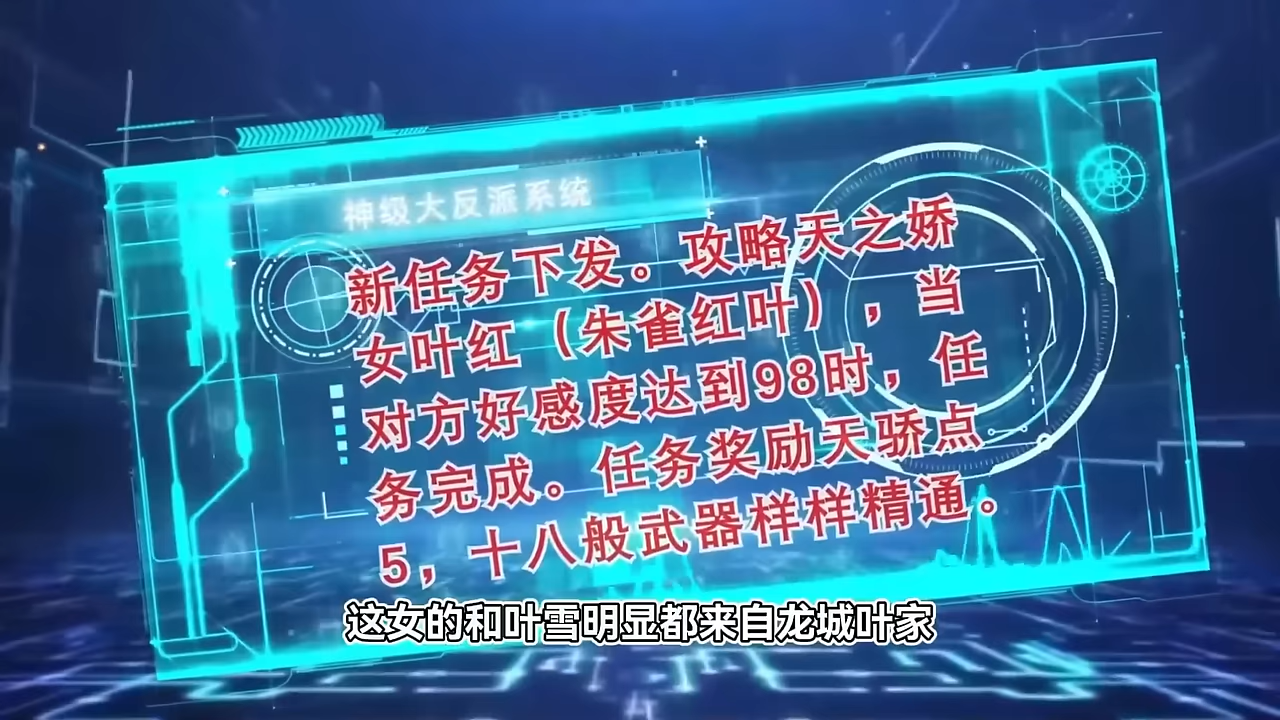 神级大反派系统
新任务下发。攻略天之娇
女叶红（朱雀红叶），当
对方好感度达到98时，任
务完成。任务奖励天骄点
5，十八般武器样样精通。
这女的和叶雪明显都来自龙城叶家